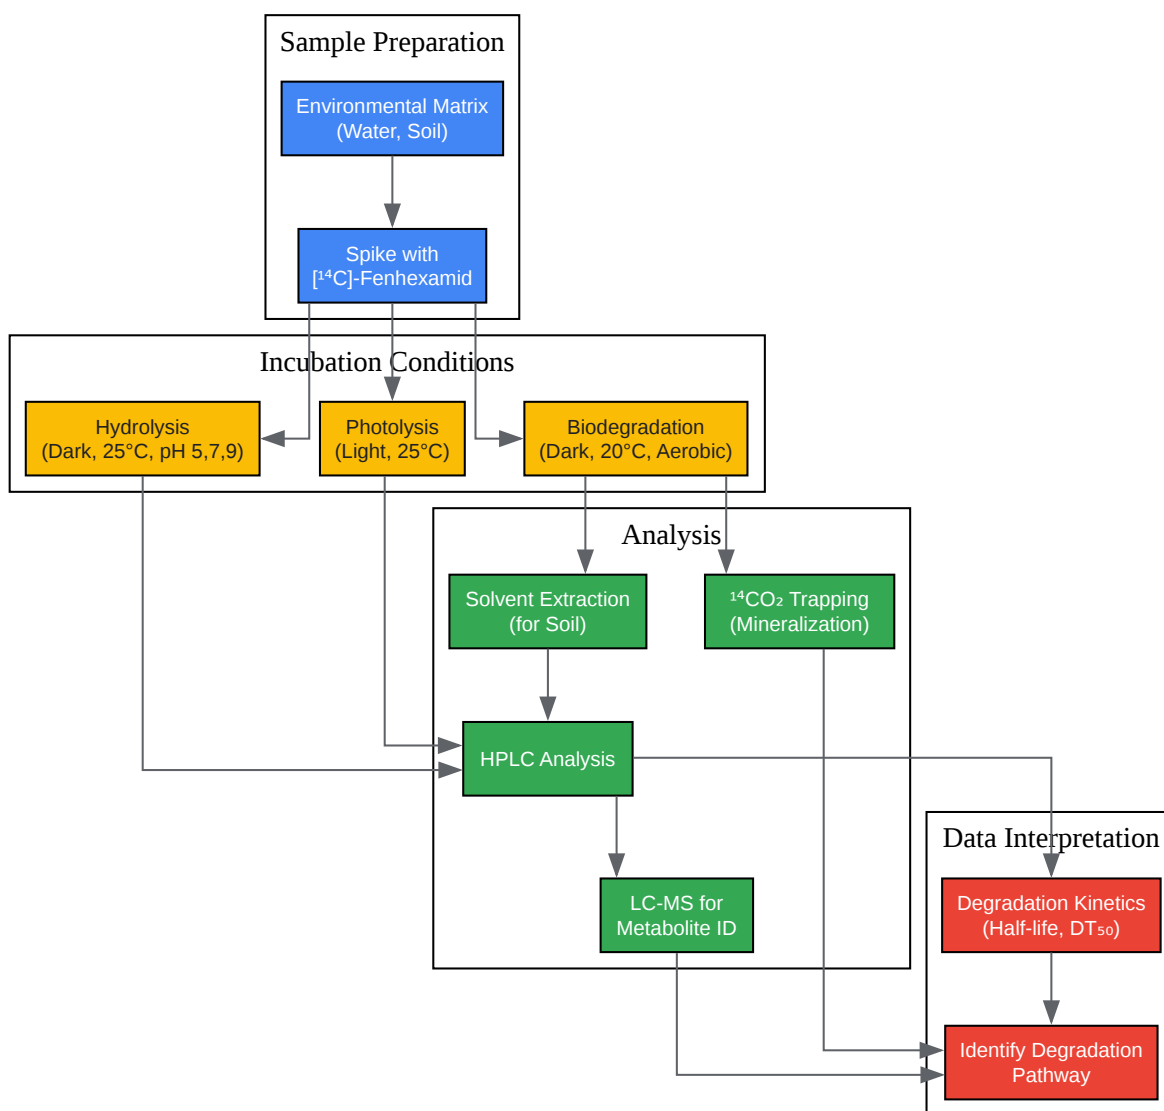 Sample Preparation
Environmental Matrix
(Water, Soil)
Spike with
[¹⁴C]-Fenhexamid
Incubation Conditions
Hydrolysis
(Dark, 25°C, pH 5,7,9)
Photolysis
(Light, 25°C)
Biodegradation
(Dark, 20°C, Aerobic)
Analysis
Solvent Extraction
(for Soil)
¹⁴CO₂ Trapping
(Mineralization)
HPLC Analysis
LC-MS for
Metabolite ID
Data Interpretation
Degradation Kinetics
(Half-life, DT₅₀)
Identify Degradation
Pathway